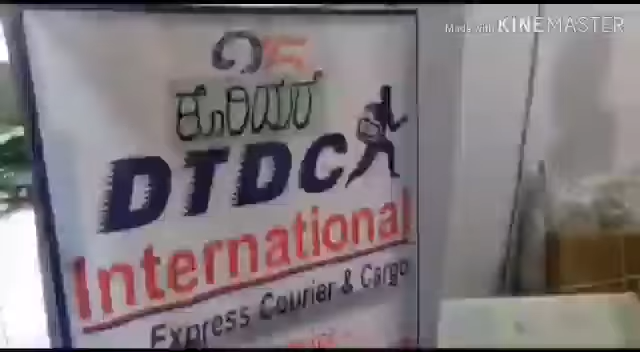 Made with KINEMASTER
ಕೊರಿಯರ್
DTDC
International
Express Courier & Cargo